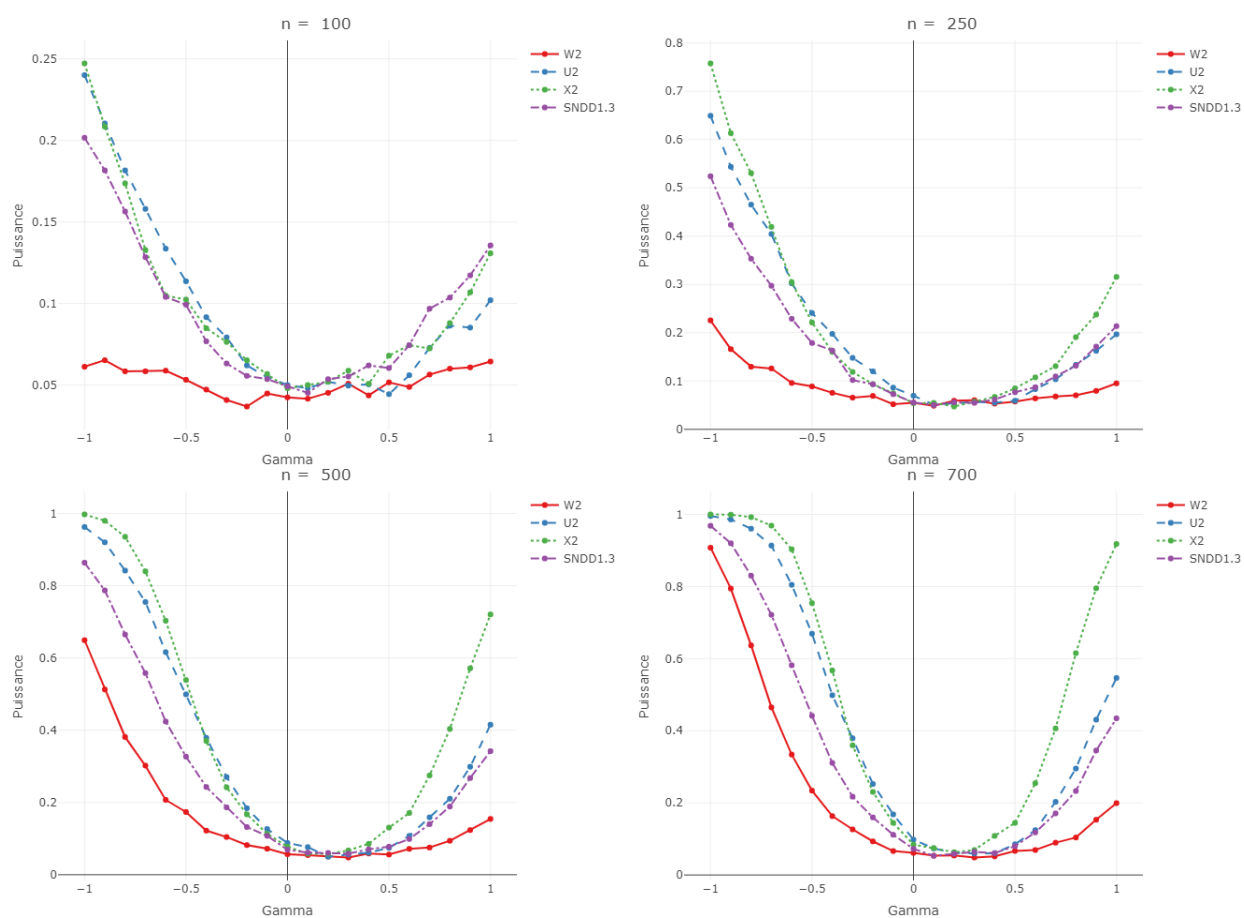 n = 100
0.25
0.2
0.15
0.1
0.05
Puissance
−1
−0.5
0
0.5
1
Gamma
W2
U2
X2
SNDD1.3
n = 250
0.8
0.7
0.6
0.5
0.4
0.3
0.2
0.1
0
Puissance
−1
−0.5
0
0.5
1
Gamma
W2
U2
X2
SNDD1.3
n = 500
1
0.8
0.6
0.4
0.2
0
Puissance
−1
−0.5
0
0.5
1
Gamma
W2
U2
X2
SNDD1.3
n = 700
1
0.8
0.6
0.4
0.2
0
Puissance
−1
−0.5
0
0.5
1
Gamma
W2
U2
X2
SNDD1.3